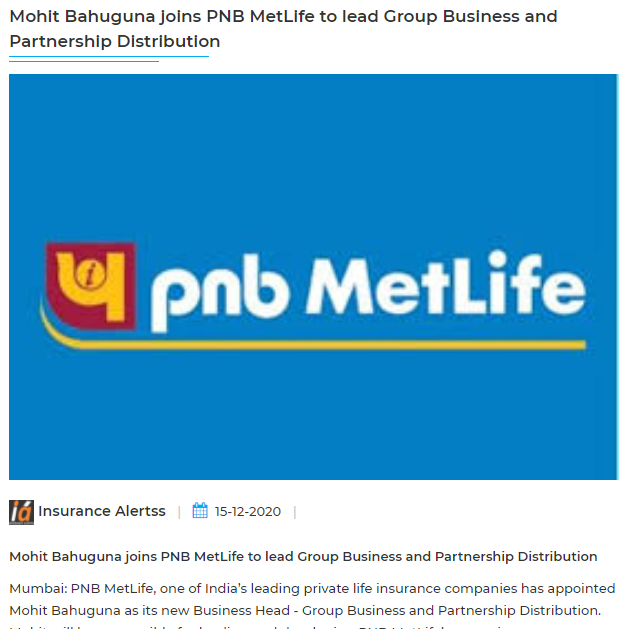 Mohit Bahuguna joins PNB MetLife to lead Group Business and
Partnership Distribution
pnb MetLife
iá Insurance Alertss | 15-12-2020 |
Mohit Bahuguna joins PNB MetLife to lead Group Business and Partnership Distribution
Mumbai: PNB MetLife, one of India’s leading private life insurance companies has appointed
Mohit Bahuguna as its new Business Head - Group Business and Partnership Distribution.